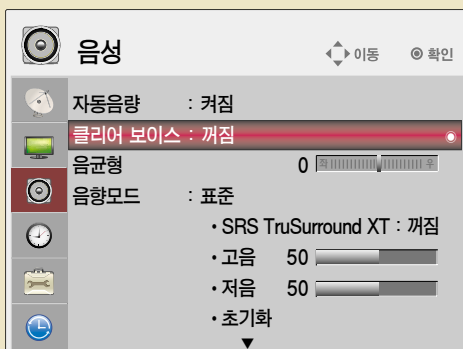 음성
이동 확인
자동음량 : 켜짐
클리어 보이스 : 꺼짐
음균형 0 좌 우
음향모드 : 표준
• SRS TruSurround XT : 꺼짐
• 고음 50
• 저음 50
• 초기화